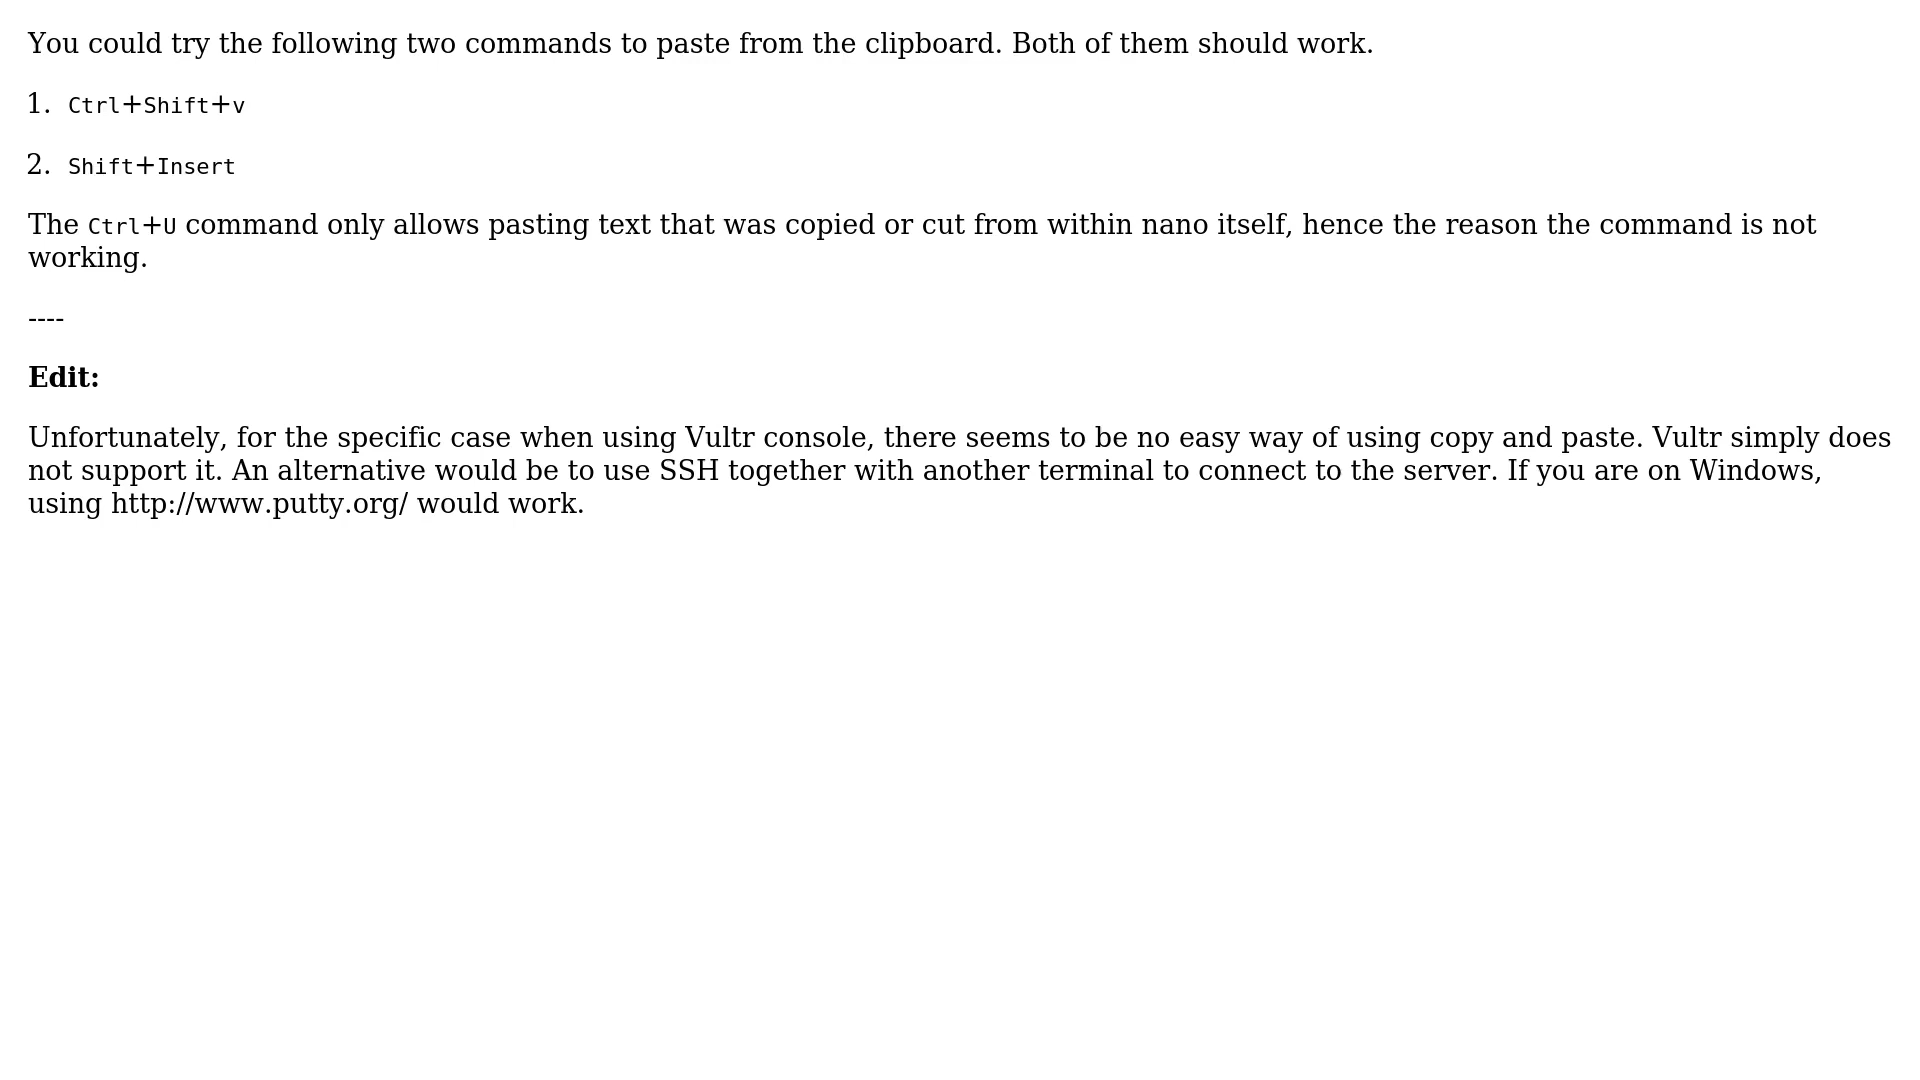 You could try the following two commands to paste from the clipboard. Both of them should work.
1. Ctrl+Shift+v
2. Shift+Insert
The Ctrl+U command only allows pasting text that was copied or cut from within nano itself, hence the reason the command is not
working.
----
Edit:
Unfortunately, for the specific case when using Vultr console, there seems to be no easy way of using copy and paste. Vultr simply does
not support it. An alternative would be to use SSH together with another terminal to connect to the server. If you are on Windows,
using http://www.putty.org/ would work.